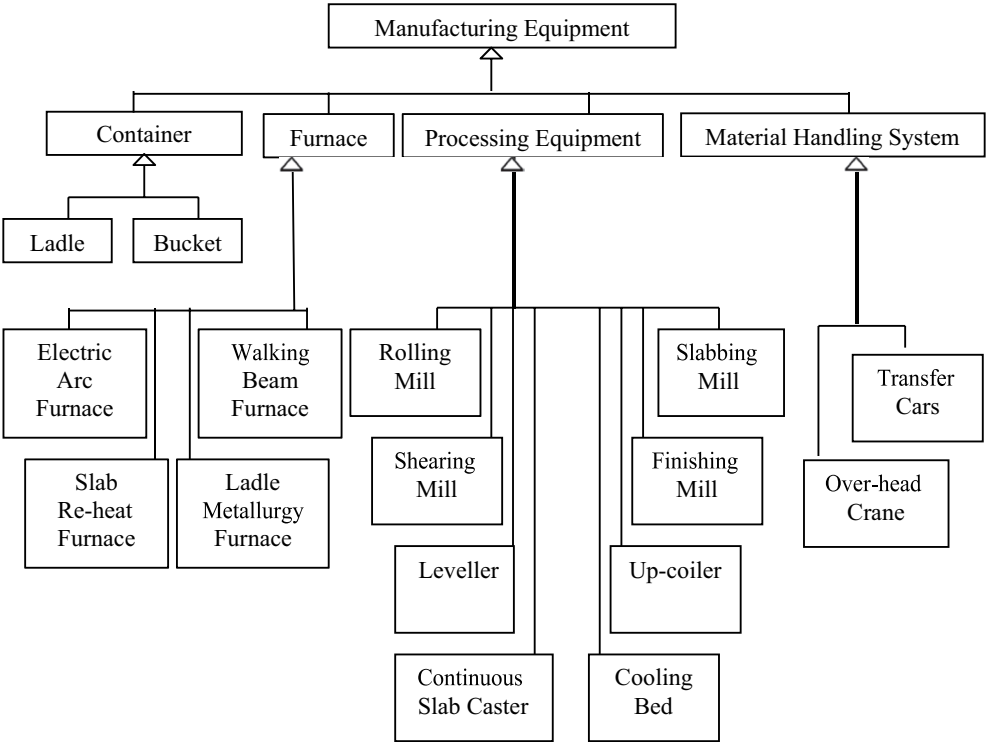 Manufacturing Equipment
Container
Furnace
Processing Equipment
Material Handling System
Ladle
Bucket
Electric
Arc
Furnace
Walking
Beam
Furnace
Slab
Re-heat
Furnace
Ladle
Metallurgy
Furnace
Rolling
Mill
Slabbing
Mill
Shearing
Mill
Finishing
Mill
Leveller
Up-coiler
Continuous
Slab Caster
Cooling
Bed
Transfer
Cars
Over-head
Crane